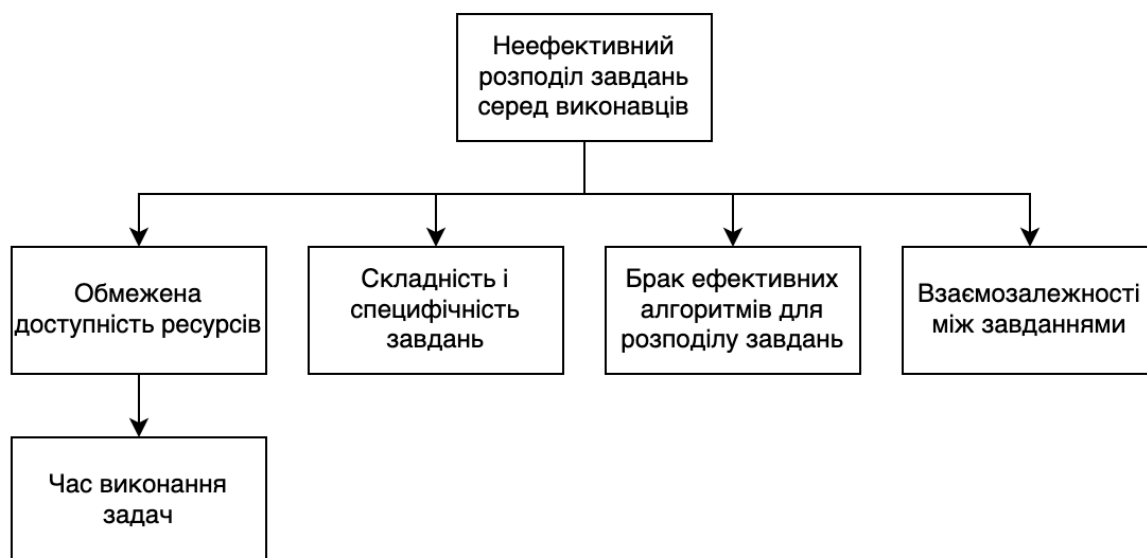 Неефективний
розподіл завдань
серед виконавців
Обмежена
доступність ресурсів
Складність і
специфічність
завдань
Брак ефективних
алгоритмів для
розподілу завдань
Взаємозалежності
між завданнями
Час виконання
задач